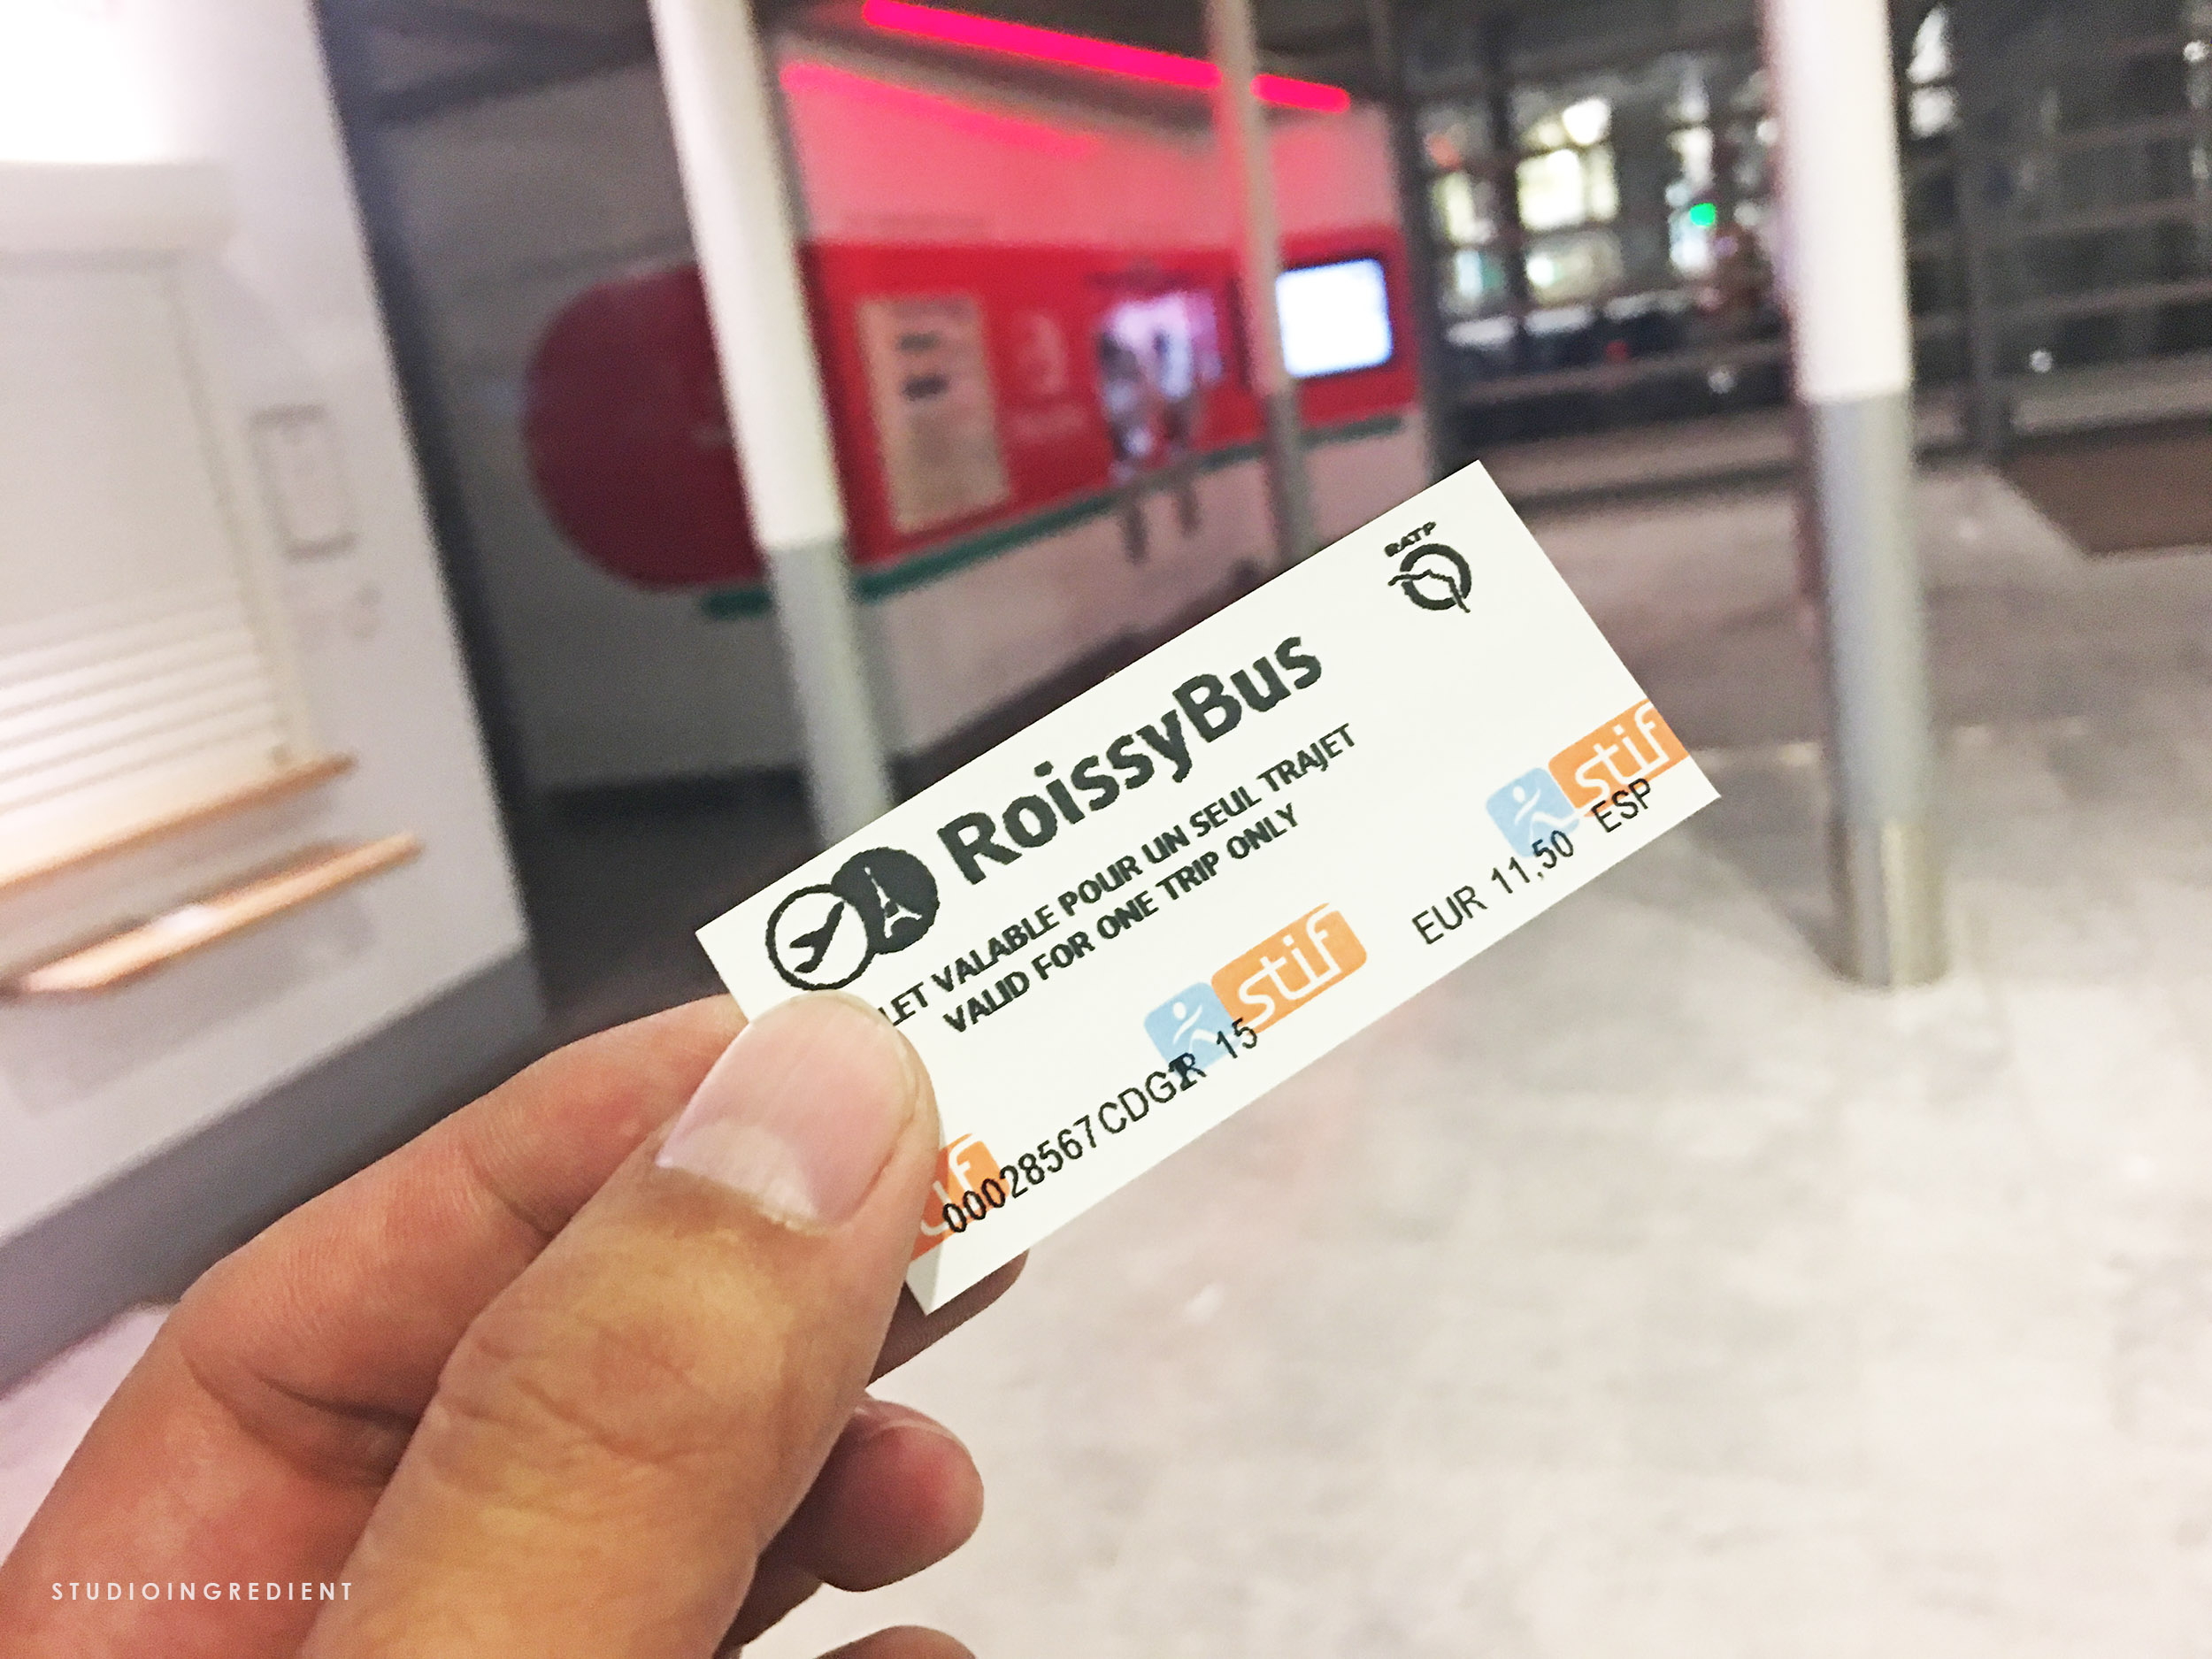 RATP
RoissyBus
LET VALABLE POUR UN SEUL TRAJET
VALID FOR ONE TRIP ONLY
stif
stif
EUR 11,50 ESP
00028567CDG 15
STUDIOINGREDIENT